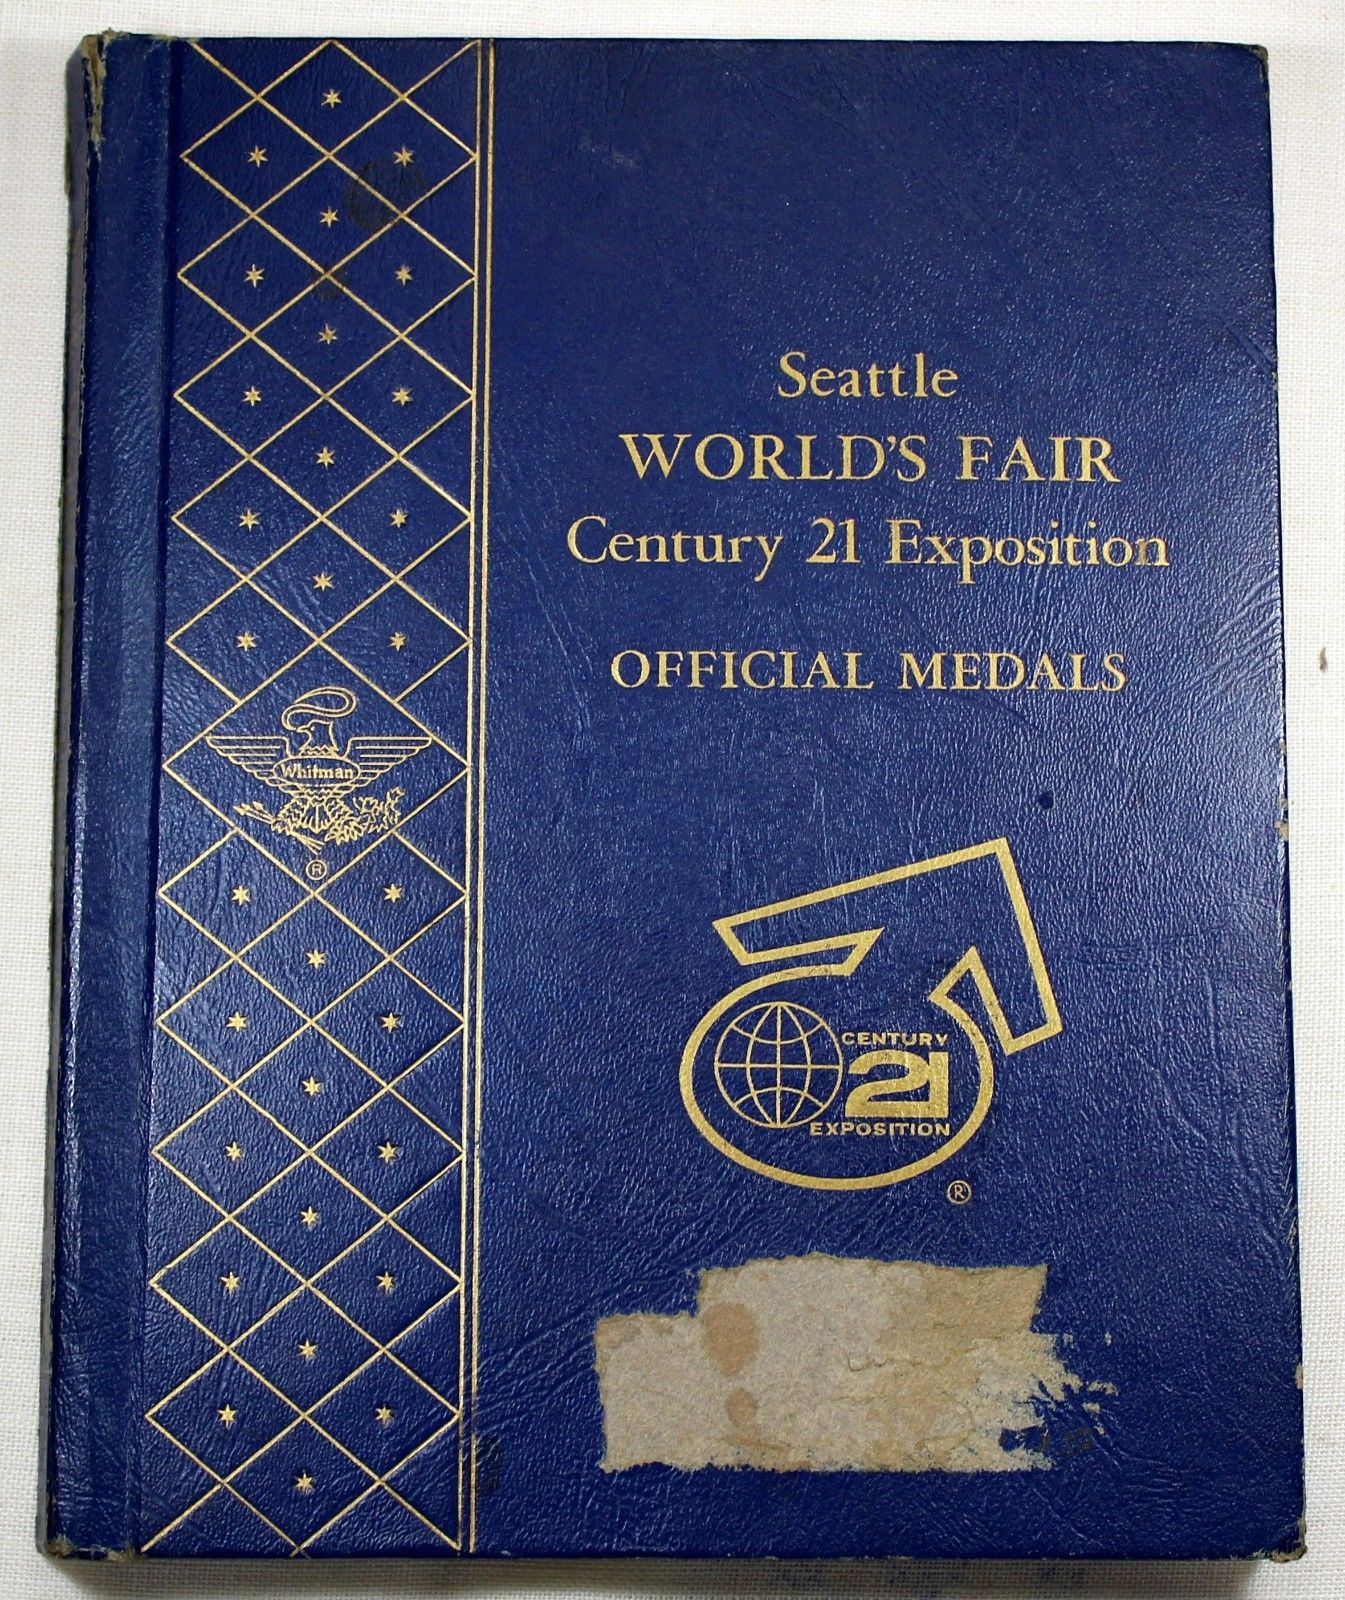 Seattle
WORLD'S FAIR
Century 21 Exposition
OFFICIAL MEDALS
Whitman
®
CENTURY
21
EXPOSITION
®